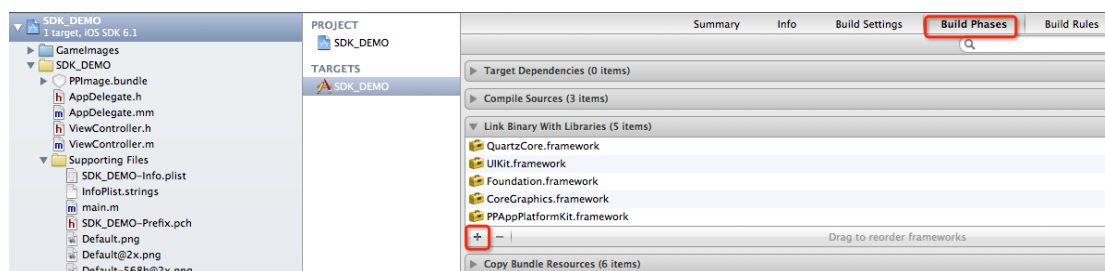 SDK_DEMO
1 target, iOS SDK 6.1
GameImages
SDK_DEMO
PPImage.bundle
AppDelegate.h
AppDelegate.mm
ViewController.h
ViewController.m
Supporting Files
SDK_DEMO-Info.plist
InfoPlist.strings
main.m
SDK_DEMO-Prefix.pch
Default.png
Default@2x.png
Default-568h@2x.png
PROJECT
SDK_DEMO
TARGETS
SDK_DEMO
Summary Info Build Settings Build Phases Build Rules
Target Dependencies (0 items)
Compile Sources (3 items)
Link Binary With Libraries (5 items)
QuartzCore.framework
UIKit.framework
Foundation.framework
CoreGraphics.framework
PPAppPlatformKit.framework
+ − Drag to reorder frameworks
Copy Bundle Resources (6 items)